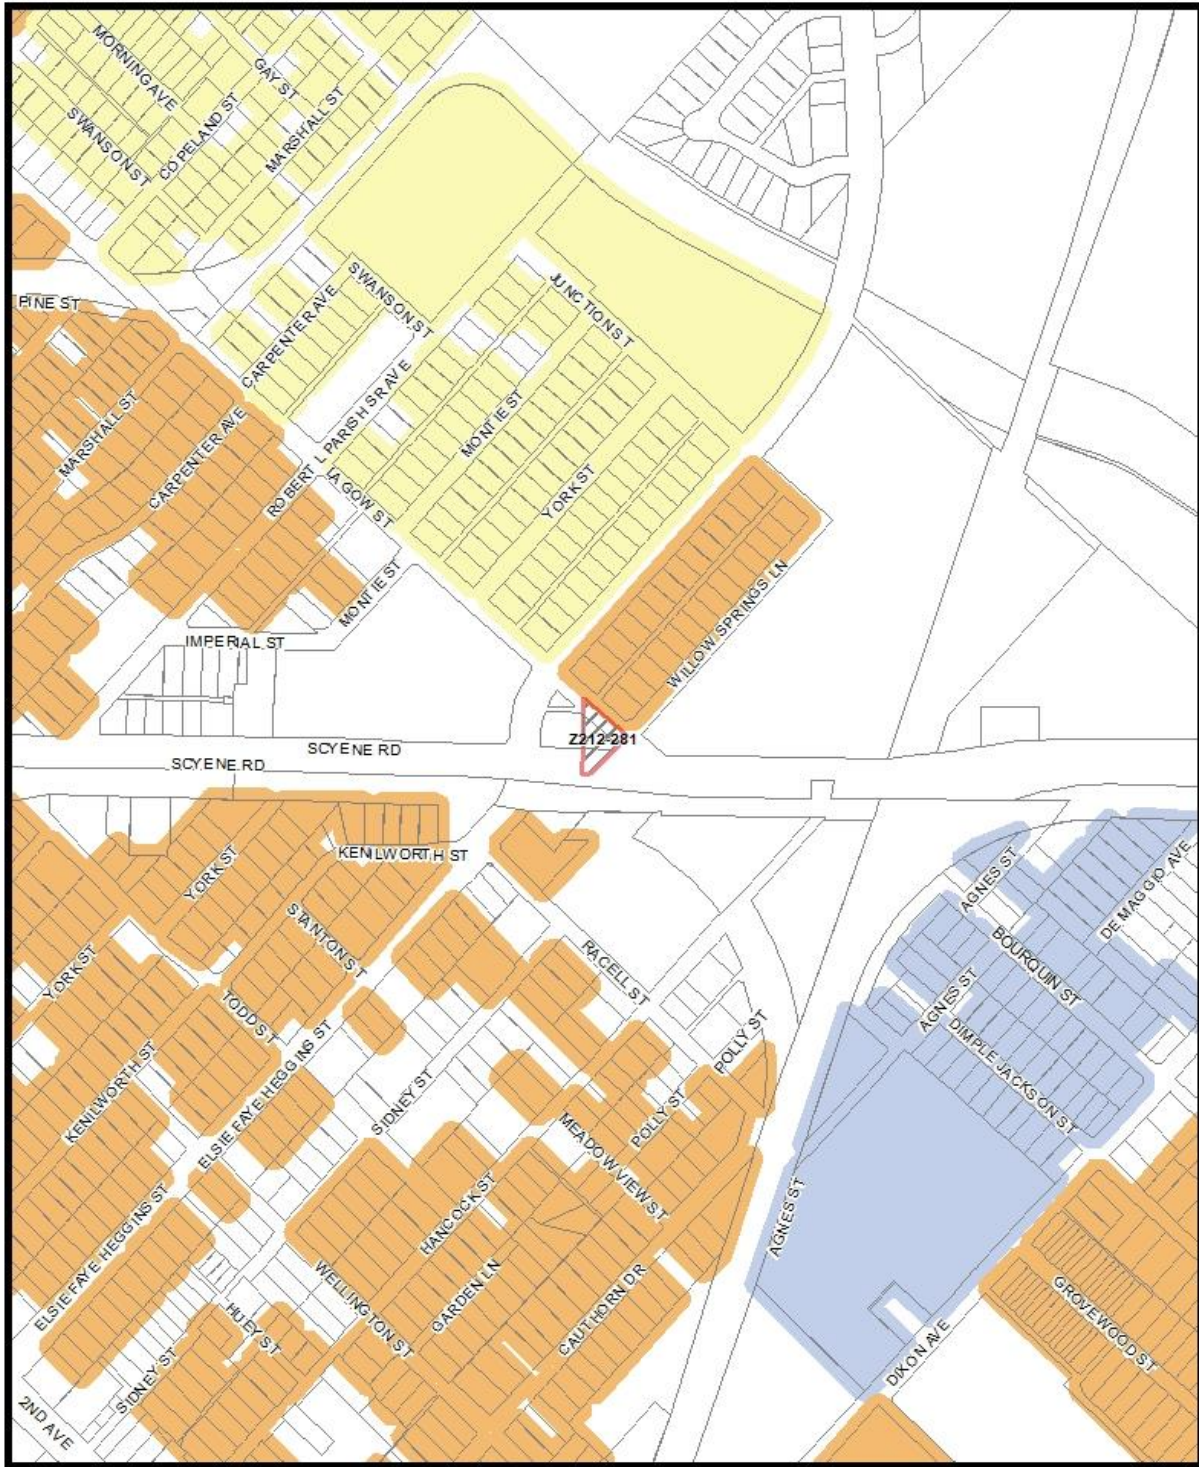 MORNING AVE
GAY ST
SWANSON ST
COPELAND ST
MARSHALL ST
PINE ST
SWANSON ST
JUNCTION ST
CARPENTER AVE
MARSHALL ST
CARPENTER AVE
ROBERT L PARISH SR AVE
MONTIE ST
YORK ST
MONTIE ST
WILLOW SPRINGS LN
IMPERIAL ST
Z212-281
SCYENE RD
SCYENE RD
KENILWORTH ST
YORK ST
STANTON ST
YORK ST
TODD ST
RACELL ST
AGNES ST
DEMAGGIO AVE
BOURQUIN ST
AGNES ST
DIMPLE JACKSON ST
POLLY ST
KENILWORTH ST
ELSIE FAYE HEGGINS ST
SIDNEY ST
POLLY ST
MEADOW VIEW ST
HANCOCK ST
AGNES ST
ELSIE FAYE HEGGINS ST
WELLINGTON ST
GARDEN LN
CAUTHORN DR
HUEY ST
SIDNEY ST
DIXON AVE
GROVEWOOD ST
2ND AVE